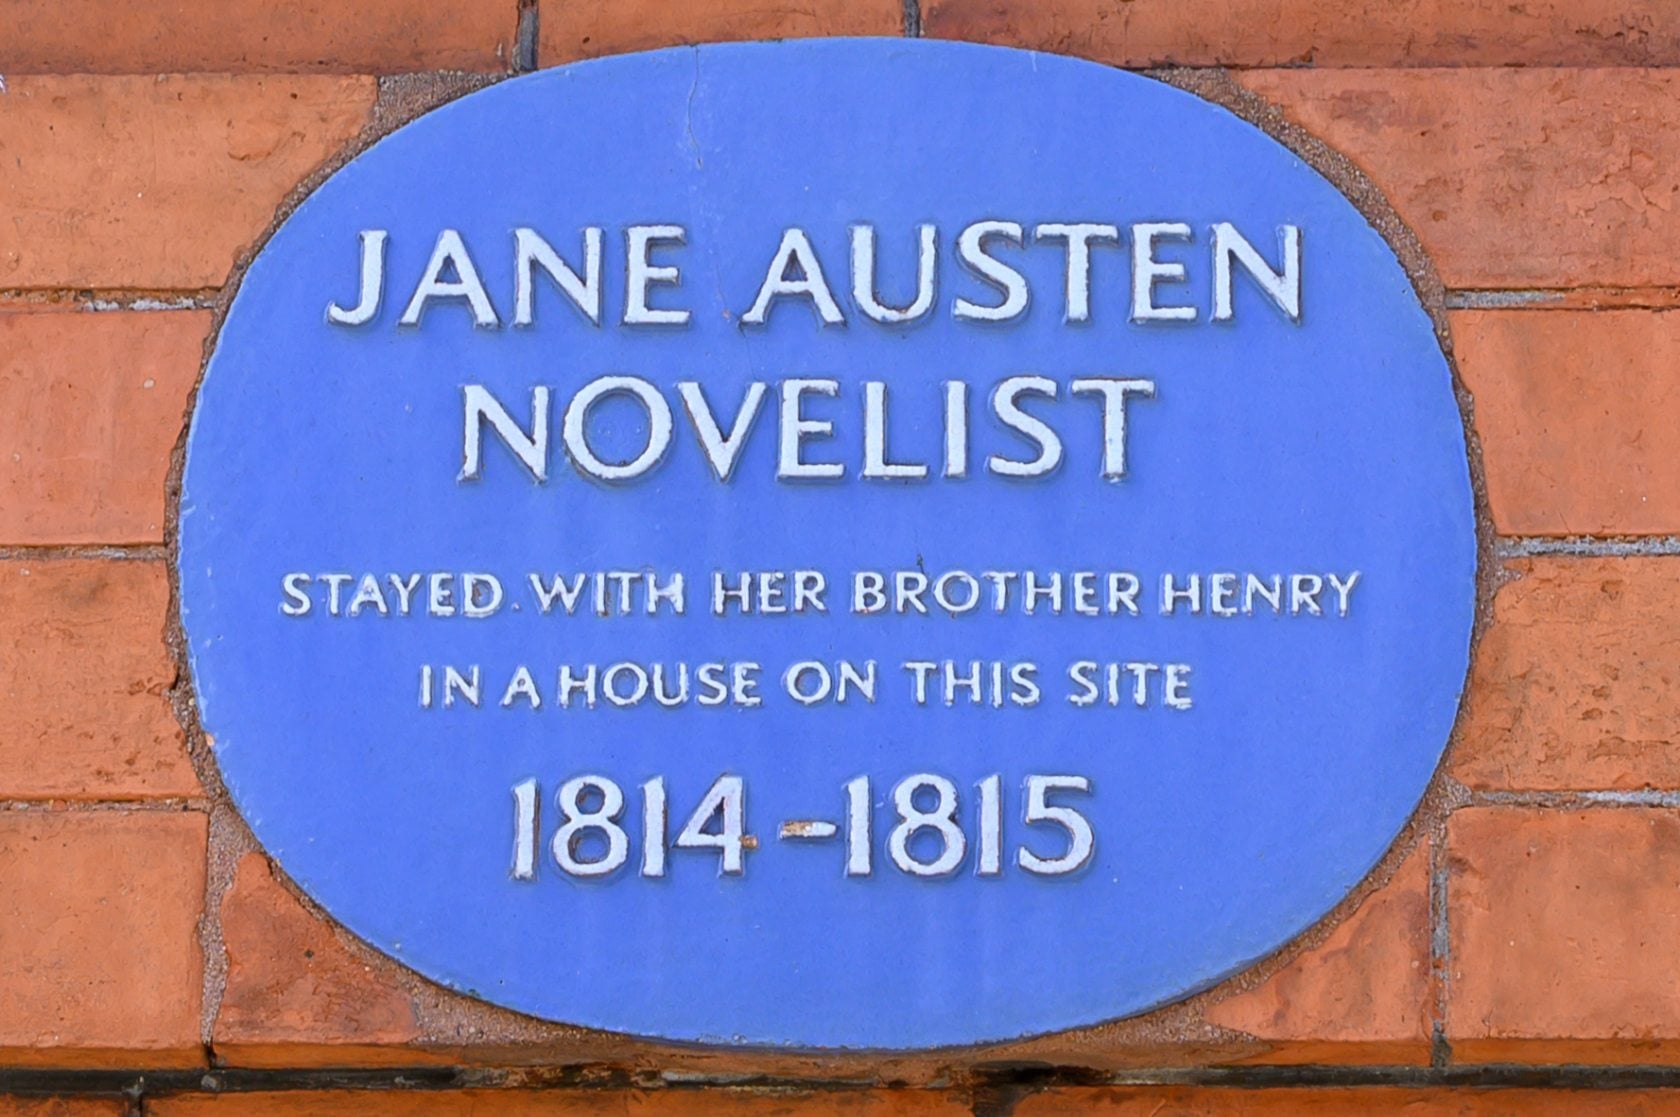 JANE AUSTEN
NOVELIST
STAYED WITH HER BROTHER HENRY
IN A HOUSE ON THIS SITE
1814-1815